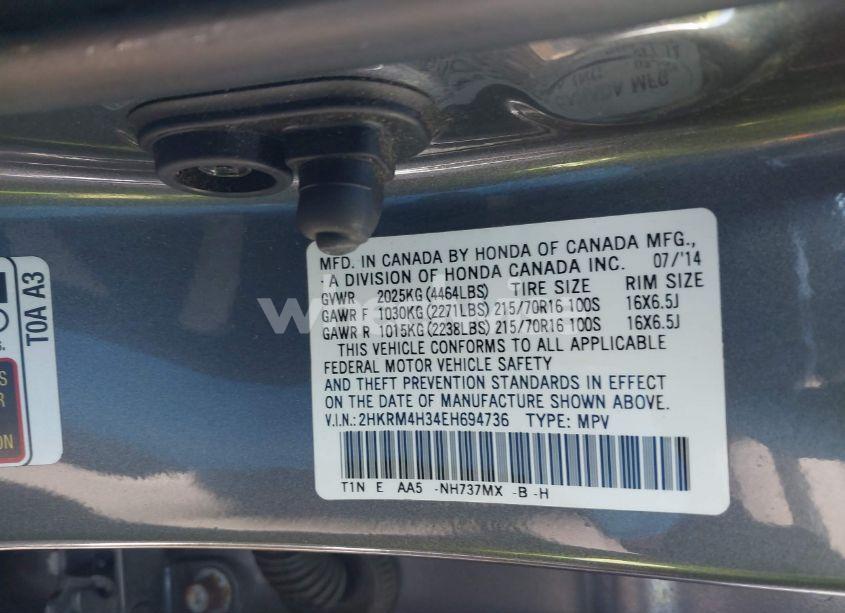 CANADA MFG.
MFD. IN CANADA BY HONDA OF CANADA MFG.,
A DIVISION OF HONDA CANADA INC. 07/'14
GVWR 2025KG (4464LBS) TIRE SIZE RIM SIZE
GAWR F 1030KG (2271LBS) 215/70R16 100S 16X6.5J
GAWR R 1015KG (2238LBS) 215/70R16 100S 16X6.5J
THIS VEHICLE CONFORMS TO ALL APPLICABLE
FEDERAL MOTOR VEHICLE SAFETY
AND THEFT PREVENTION STANDARDS IN EFFECT
ON THE DATE OF MANUFACTURE SHOWN ABOVE.
V.I.N.: 2HKRM4H34EH694736 TYPE: MPV
T1N E AA5 -NH737MX -B -H
T0A A3